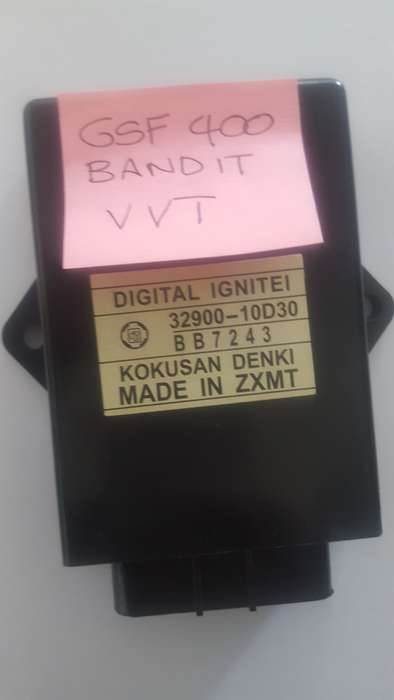 GSF 400
BANDIT
VVT
DIGITAL IGNITEI
32900-10D30
BB7243
KOKUSAN DENKI
MADE IN ZXMT